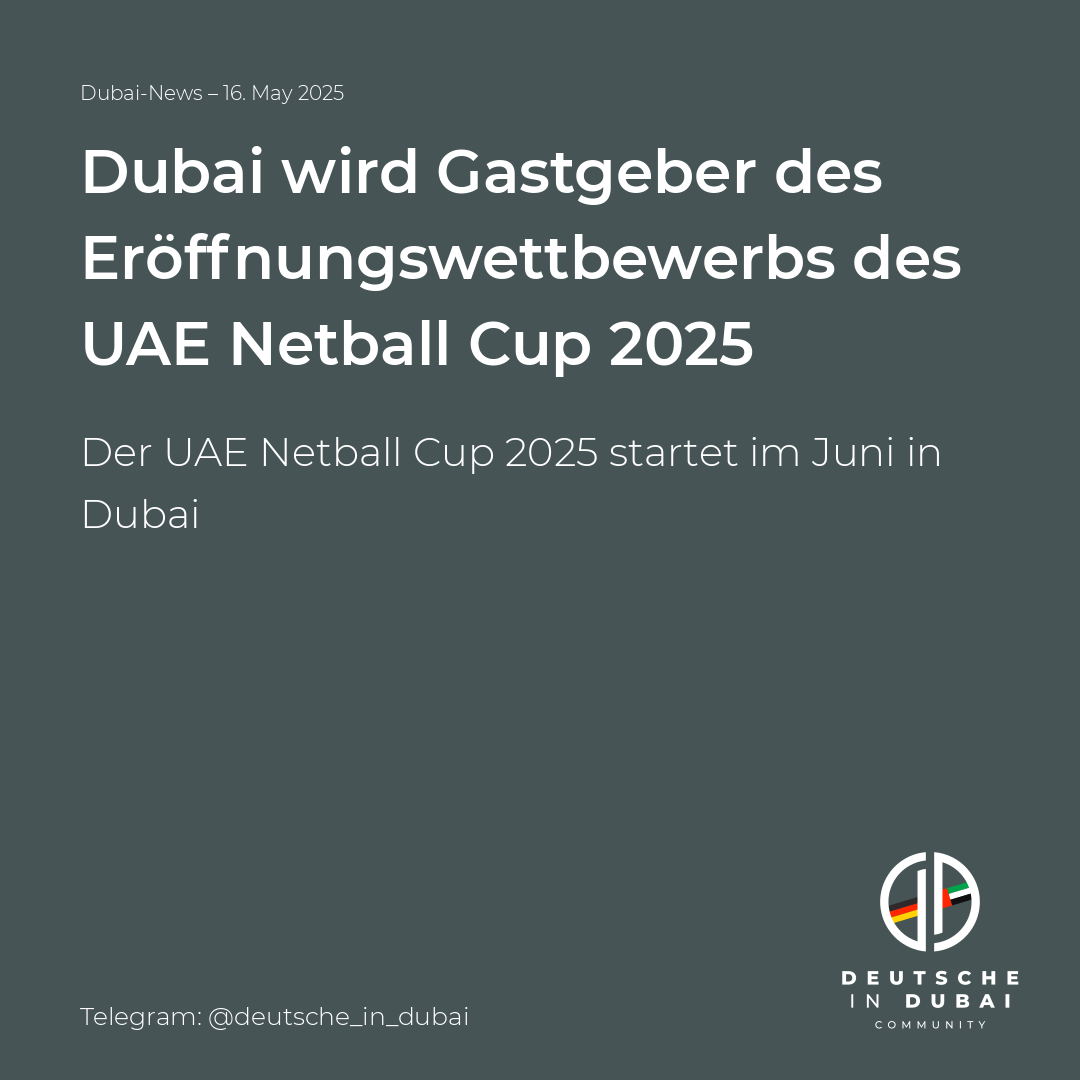 Dubai-News – 16. May 2025
Dubai wird Gastgeber des
Eröffnungswettbewerbs des
UAE Netball Cup 2025
Der UAE Netball Cup 2025 startet im Juni in
Dubai
DEUTSCHE
IN DUBAI
COMMUNITY
Telegram: @deutsche_in_dubai